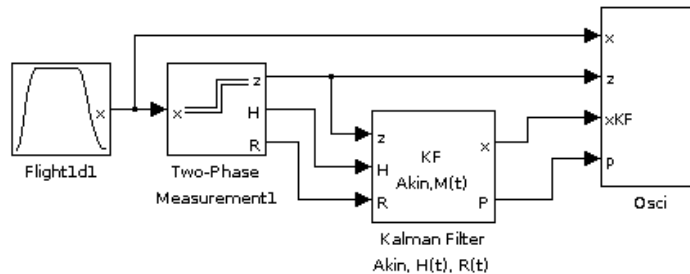 x
Flight1d1
x
z
H
R
Two-Phase
Measurement1
z
H
R
KF
Akin,M(t)
x
P
Kalman Filter
Akin, H(t), R(t)
x
z
xKF
p
Osci